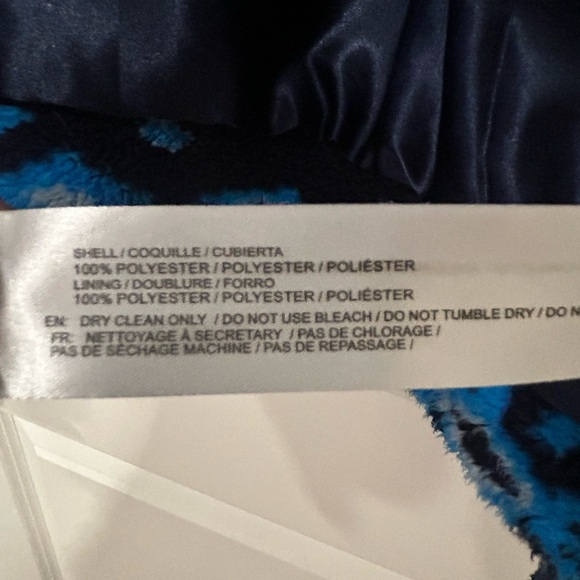 SHELL / COQUILLE / CUBIERTA
100% POLYESTER / POLYESTER / POLIÉSTER
LINING / DOUBLURE / FORRO
100% POLYESTER / POLYESTER / POLIÉSTER
EN: DRY CLEAN ONLY / DO NOT USE BLEACH / DO NOT TUMBLE DRY / DO N
FR: NETTOYAGE À SECRETARY / PAS DE CHLORAGE /
PAS DE SÉCHAGE MACHINE / PAS DE REPASSAGE /